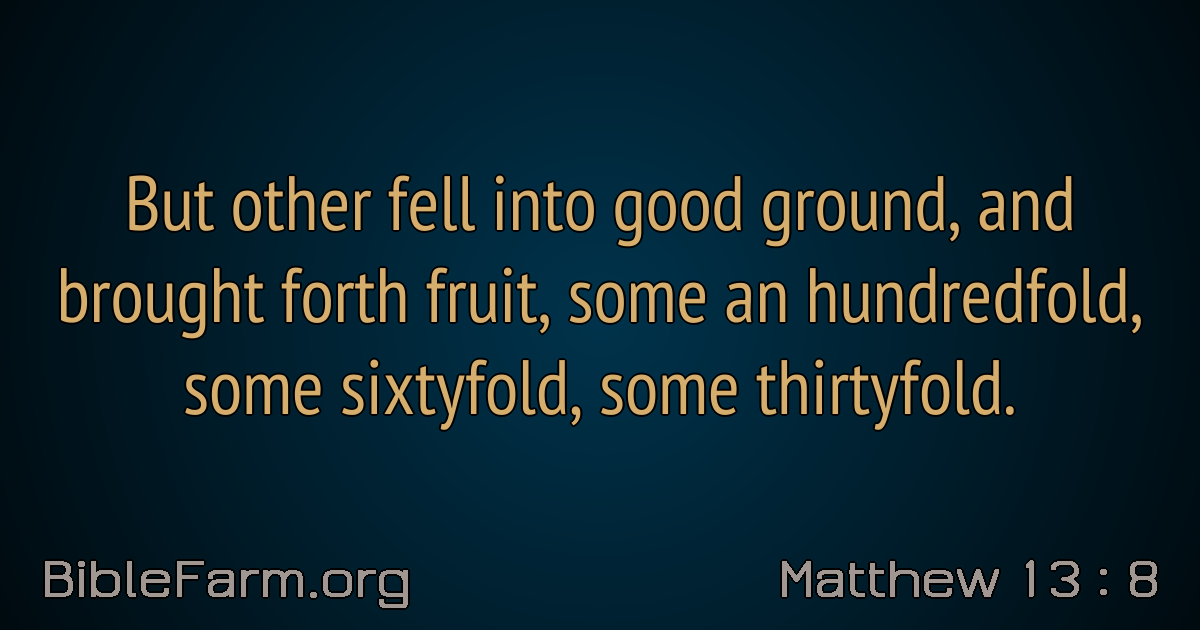 But other fell into good ground, and
brought forth fruit, some an hundredfold,
some sixtyfold, some thirtyfold.
BibleFarm.org
Matthew 13 : 8